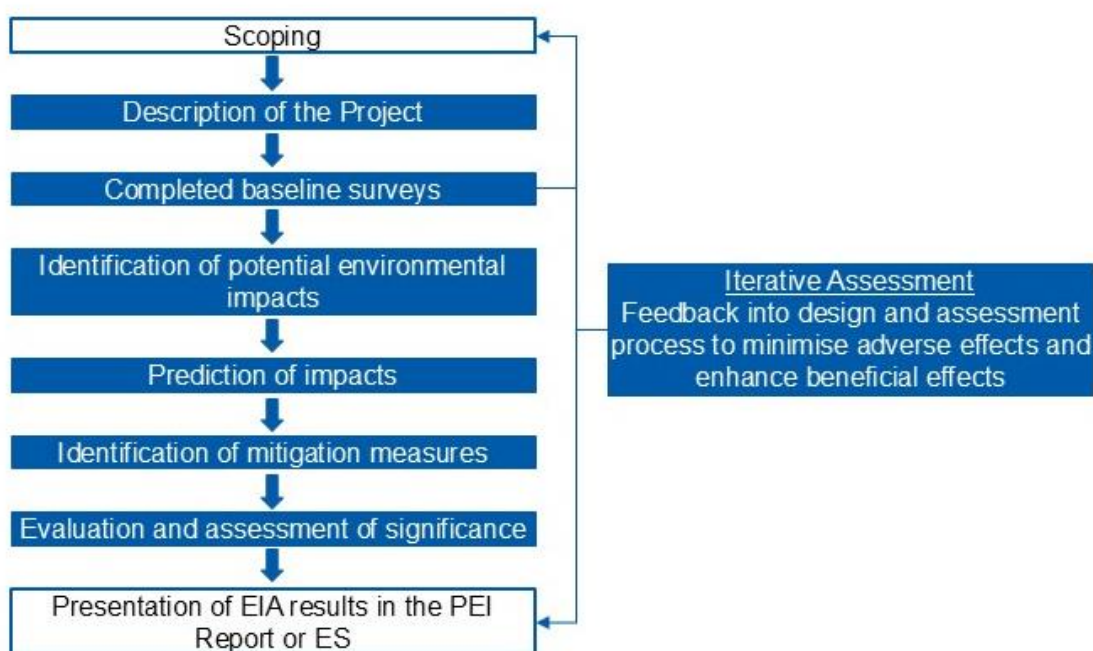 Scoping
Description of the Project
Completed baseline surveys
Identification of potential environmental
impacts
Prediction of impacts
Identification of mitigation measures
Evaluation and assessment of significance
Presentation of EIA results in the PEI
Report or ES
Iterative Assessment
Feedback into design and assessment
process to minimise adverse effects and
enhance beneficial effects